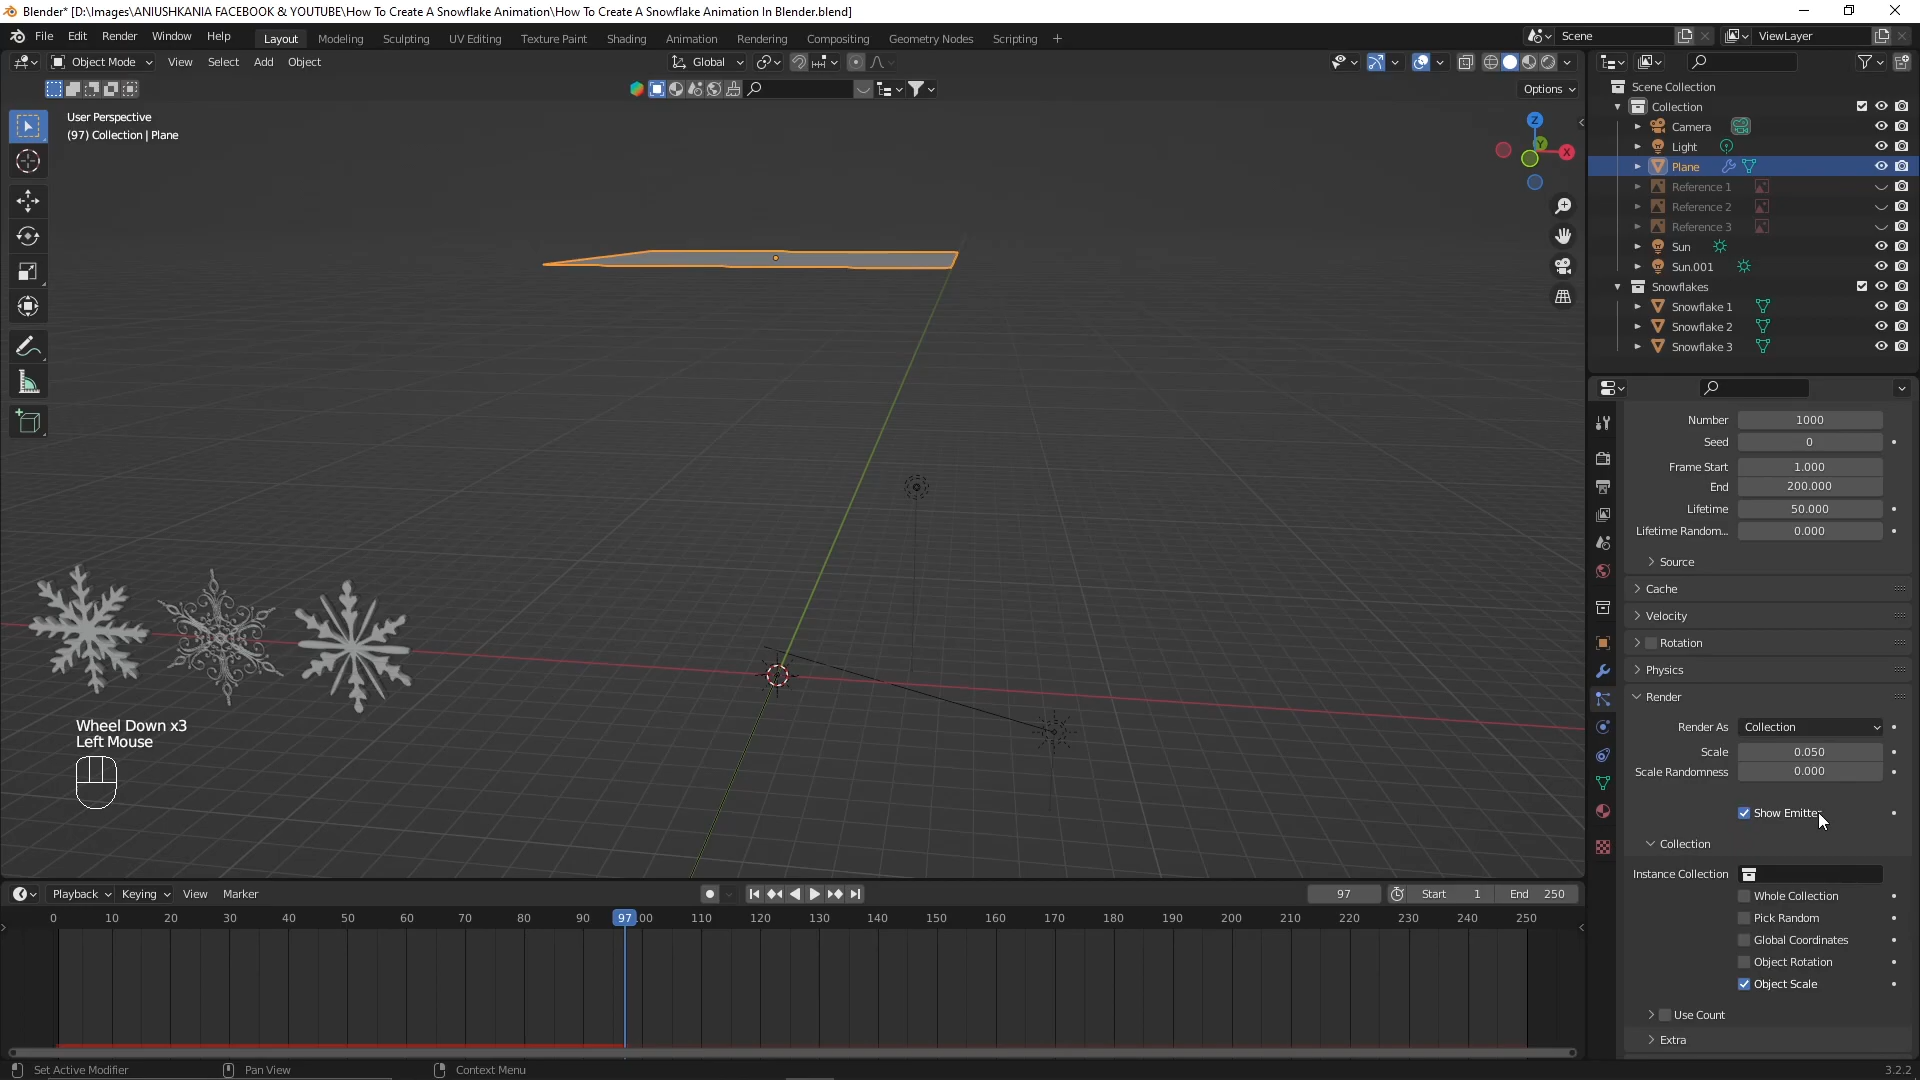 Blender* [D:\Images\ANIUSHKANIA FACEBOOK & YOUTUBE\How To Create A Snowflake Animation\How To Create A Snowflake Animation In Blender.blend]
File Edit Render Window Help
Layout Modeling Sculpting UV Editing Texture Paint Shading Animation Rendering Compositing Geometry Nodes Scripting +
Scene
ViewLayer
Object Mode View Select Add Object
Global
Options
User Perspective
(97) Collection | Plane
Z
Y
X
Wheel Down x3
Left Mouse
Scene Collection
Collection
Camera
Light
Plane
Reference 1
Reference 2
Reference 3
Sun
Sun.001
Snowflakes
Snowflake 1
Snowflake 2
Snowflake 3
Number 1000
Seed 0
Frame Start 1.000
End 200.000
Lifetime 50.000
Lifetime Random... 0.000
Source
Cache
Velocity
Rotation
Physics
Render
Render As Collection
Scale 0.050
Scale Randomness 0.000
Show Emitter
Collection
Instance Collection
Whole Collection
Pick Random
Global Coordinates
Object Rotation
Object Scale
Use Count
Extra
Playback Keying View Marker
97
Start 1
End 250
0 10 20 30 40 50 60 70 80 90 97 00 110 120 130 140 150 160 170 180 190 200 210 220 230 240 250
Set Active Modifier
Pan View
Context Menu
3.2.2